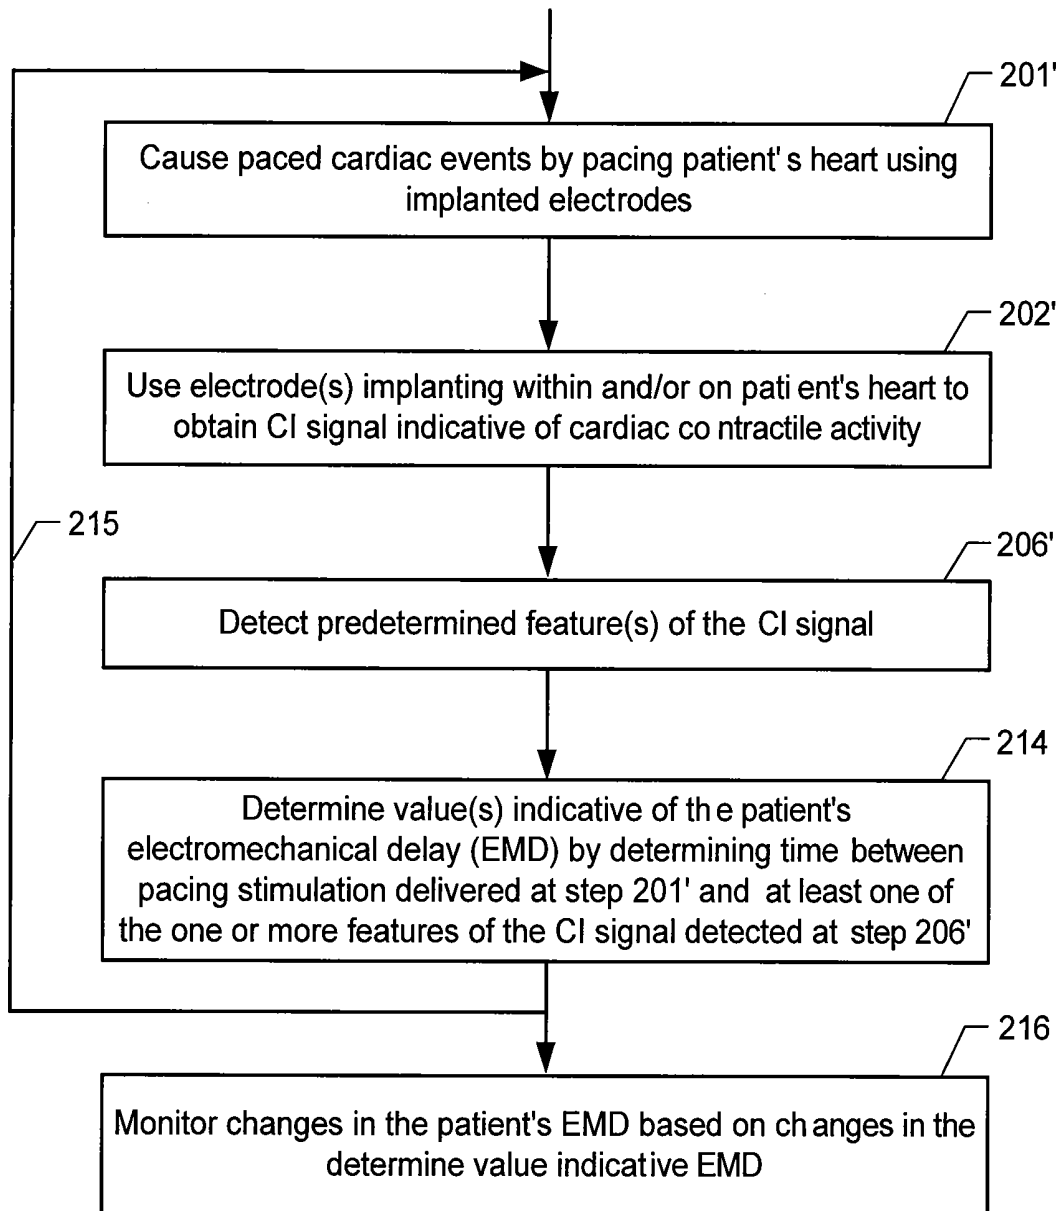 201'
Cause paced cardiac events by pacing patient's heart using
implanted electrodes
202'
Use electrode(s) implanting within and/or on patient's heart to
obtain CI signal indicative of cardiac contractile activity
215
206'
Detect predetermined feature(s) of the CI signal
214
Determine value(s) indicative of the patient's
electromechanical delay (EMD) by determining time between
pacing stimulation delivered at step 201' and at least one of
the one or more features of the CI signal detected at step 206'
216
Monitor changes in the patient's EMD based on changes in the
determine value indicative EMD